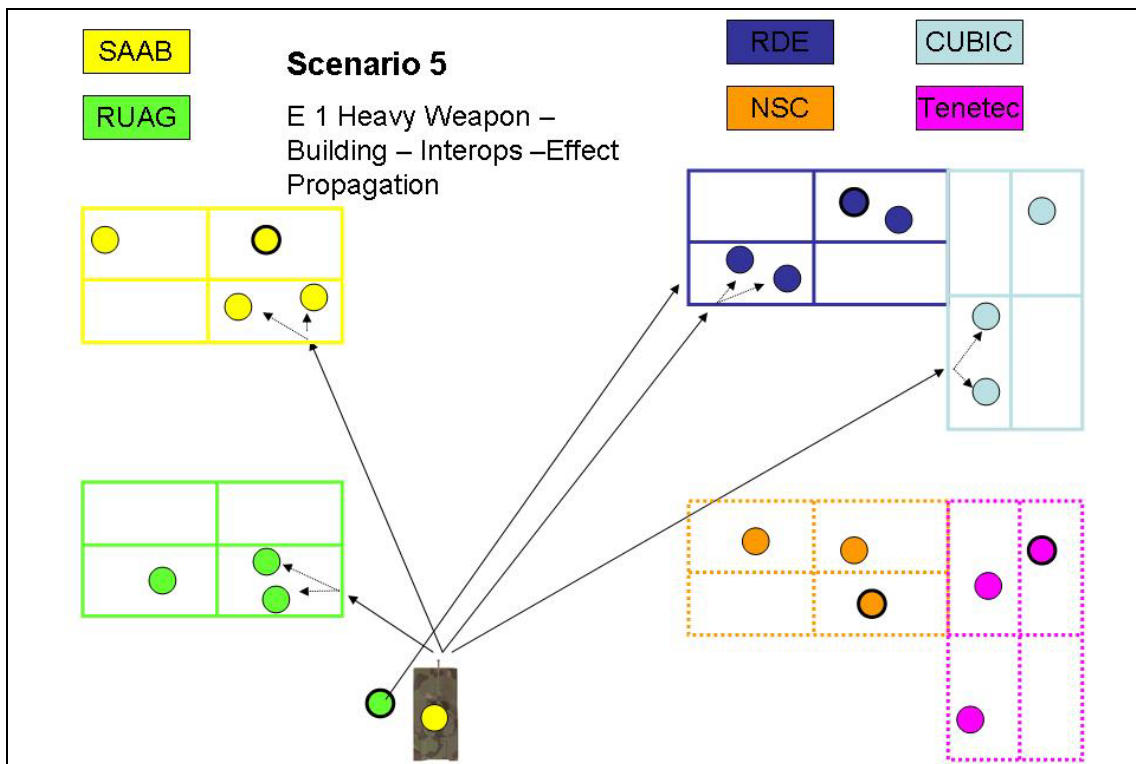 SAAB
RUAG
Scenario 5
E 1 Heavy Weapon –
Building – Interops –Effect
Propagation
RDE
CUBIC
NSC
Tenetec